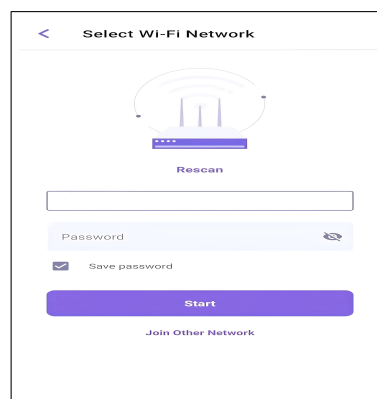 Select Wi-Fi Network
Rescan
Password
Save password
Start
Join Other Network